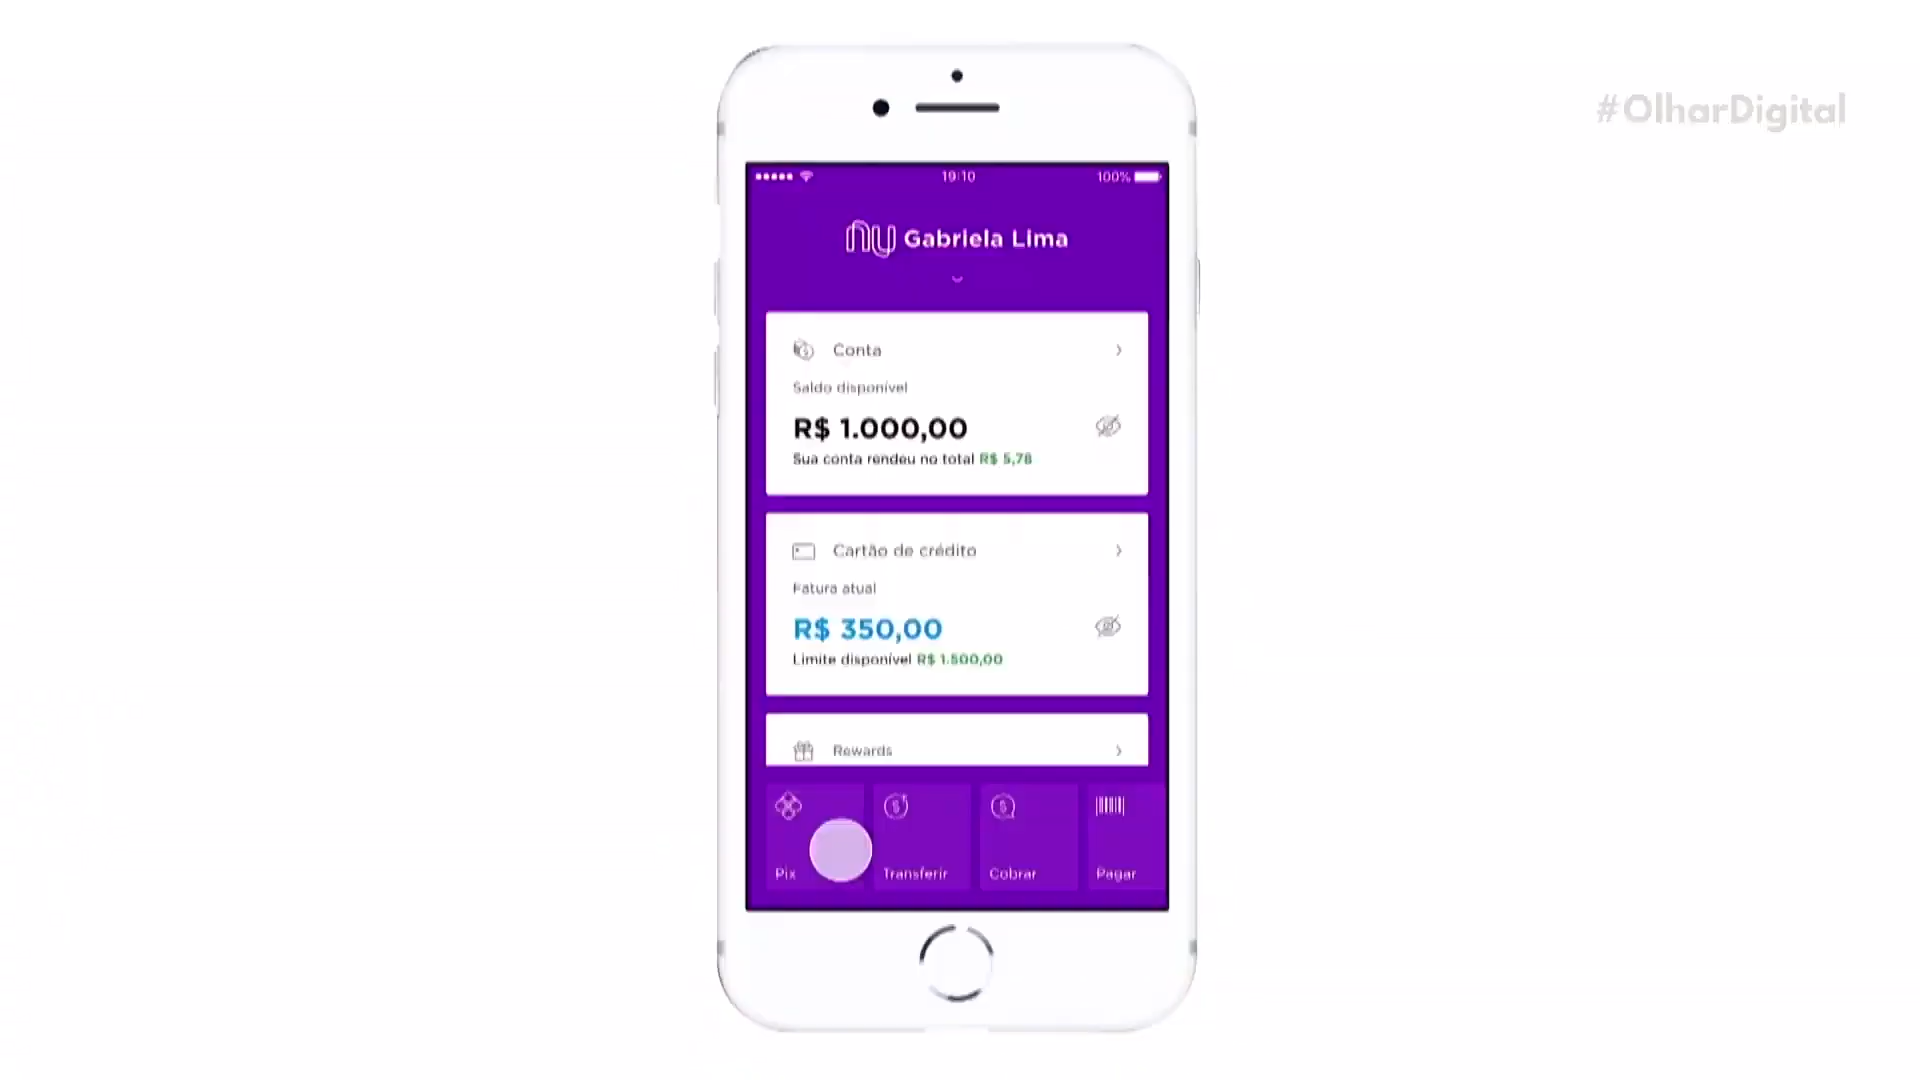 #OlharDigital
19:10
100%
nu Gabriela Lima
Conta
Saldo disponível
R$ 1.000,00
Sua conta rendeu no total R$ 5,78
Cartão de crédito
Fatura atual
R$ 350,00
Limite disponível R$ 1.500,00
Rewards
Pix
Transferir
Cobrar
Pagar